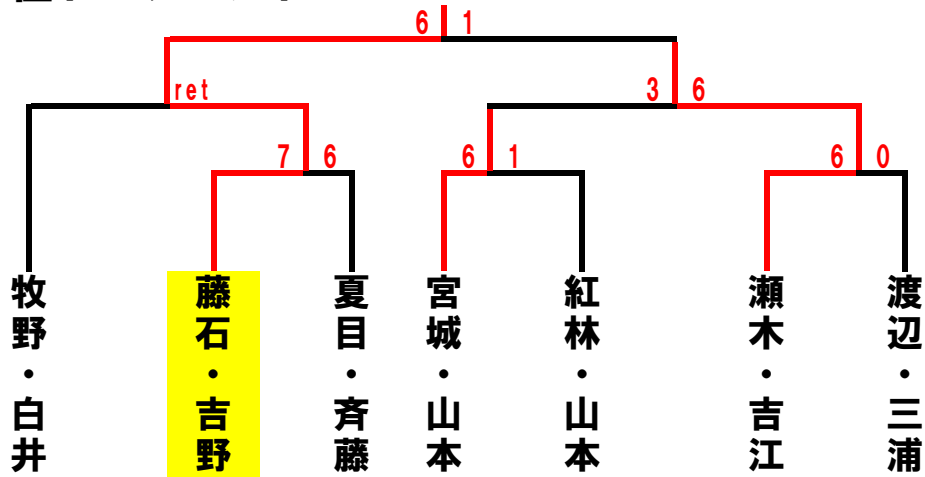 6 1
ret
3 6
7 6
6 1
6 0
牧野・白井
藤石・吉野
夏目・斉藤
宮城・山本
紅林・山本
瀬木・吉江
渡辺・三浦